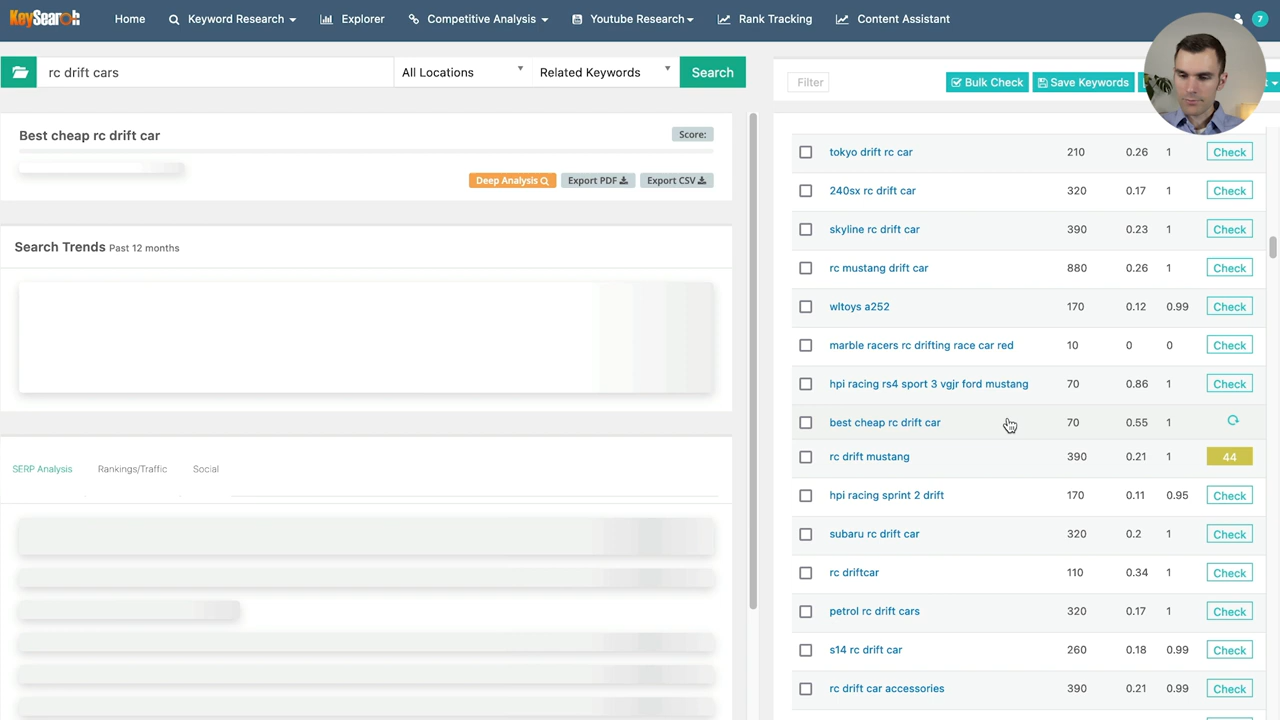 KeySearch Home Keyword Research Explorer Competitive Analysis Youtube Research Rank Tracking Content Assistant 7
rc drift cars All Locations Related Keywords Search
Filter Bulk Check Save Keywords
Best cheap rc drift car Score:
Deep Analysis Export PDF Export CSV
Search Trends Past 12 months
SERP Analysis Rankings/Traffic Social
tokyo drift rc car 210 0.26 1 Check
240sx rc drift car 320 0.17 1 Check
skyline rc drift car 390 0.23 1 Check
rc mustang drift car 880 0.26 1 Check
wltoys a252 170 0.12 0.99 Check
marble racers rc drifting race car red 10 0 0 Check
hpi racing rs4 sport 3 vgjr ford mustang 70 0.86 1 Check
best cheap rc drift car 70 0.55 1
rc drift mustang 390 0.21 1 44
hpi racing sprint 2 drift 170 0.11 0.95 Check
subaru rc drift car 320 0.2 1 Check
rc driftcar 110 0.34 1 Check
petrol rc drift cars 320 0.17 1 Check
s14 rc drift car 260 0.18 0.99 Check
rc drift car accessories 390 0.21 0.99 Check